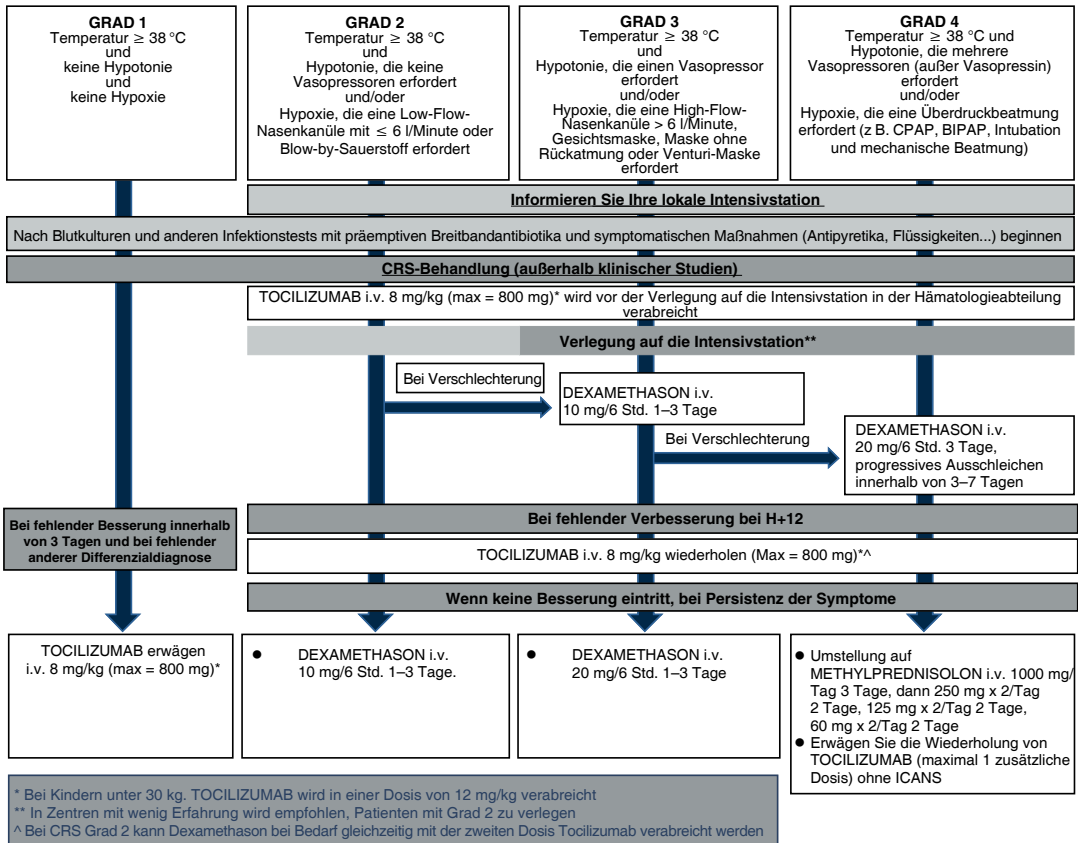 GRAD 1
Temperatur ≥ 38 °C
und
keine Hypotonie
und
keine Hypoxie
GRAD 2
Temperatur ≥ 38 °C
und
Hypotonie, die keine
Vasopressoren erfordert
und/oder
Hypoxie, die eine Low-Flow-
Nasenkanüle mit ≤ 6 l/Minute oder
Blow-by-Sauerstoff erfordert
GRAD 3
Temperatur ≥ 38 °C
und
Hypotonie, die einen Vasopressor
erfordert
und/oder
Hypoxie, die eine High-Flow-
Nasenkanüle > 6 l/Minute,
Gesichtsmaske, Maske ohne
Rückatmung oder Venturi-Maske
erfordert
GRAD 4
Temperatur ≥ 38 °C und
Hypotonie, die mehrere
Vasopressoren (außer Vasopressin)
erfordert
und/oder
Hypoxie, die eine Überdruckbeatmung
erfordert (z B. CPAP, BIPAP, Intubation
und mechanische Beatmung)
Informieren Sie Ihre lokale Intensivstation
Nach Blutkulturen und anderen Infektionstests mit präemptiven Breitbandantibiotika und symptomatischen Maßnahmen (Antipyretika, Flüssigkeiten...) beginnen
CRS-Behandlung (außerhalb klinischer Studien)
TOCILIZUMAB i.v. 8 mg/kg (max = 800 mg)* wird vor der Verlegung auf die Intensivstation in der Hämatologieabteilung
verabreicht
Verlegung auf die Intensivstation**
Bei Verschlechterung
DEXAMETHASON i.v.
10 mg/6 Std. 1–3 Tage
Bei Verschlechterung
DEXAMETHASON i.v.
20 mg/6 Std. 3 Tage,
progressives Ausschleichen
innerhalb von 3–7 Tagen
Bei fehlender Besserung innerhalb
von 3 Tagen und bei fehlender
anderer Differenzialdiagnose
Bei fehlender Verbesserung bei H+12
TOCILIZUMAB i.v. 8 mg/kg wiederholen (Max = 800 mg)*^
Wenn keine Besserung eintritt, bei Persistenz der Symptome
TOCILIZUMAB erwägen
i.v. 8 mg/kg (max = 800 mg)*
● DEXAMETHASON i.v.
10 mg/6 Std. 1–3 Tage.
● DEXAMETHASON i.v.
20 mg/6 Std. 1–3 Tage
● Umstellung auf
METHYLPREDNISOLON i.v. 1000 mg/
Tag 3 Tage, dann 250 mg x 2/Tag
2 Tage, 125 mg x 2/Tag 2 Tage,
60 mg x 2/Tag 2 Tage
● Erwägen Sie die Wiederholung von
TOCILIZUMAB (maximal 1 zusätzliche
Dosis) ohne ICANS
* Bei Kindern unter 30 kg. TOCILIZUMAB wird in einer Dosis von 12 mg/kg verabreicht
** In Zentren mit wenig Erfahrung wird empfohlen, Patienten mit Grad 2 zu verlegen
^ Bei CRS Grad 2 kann Dexamethason bei Bedarf gleichzeitig mit der zweiten Dosis Tocilizumab verabreicht werden